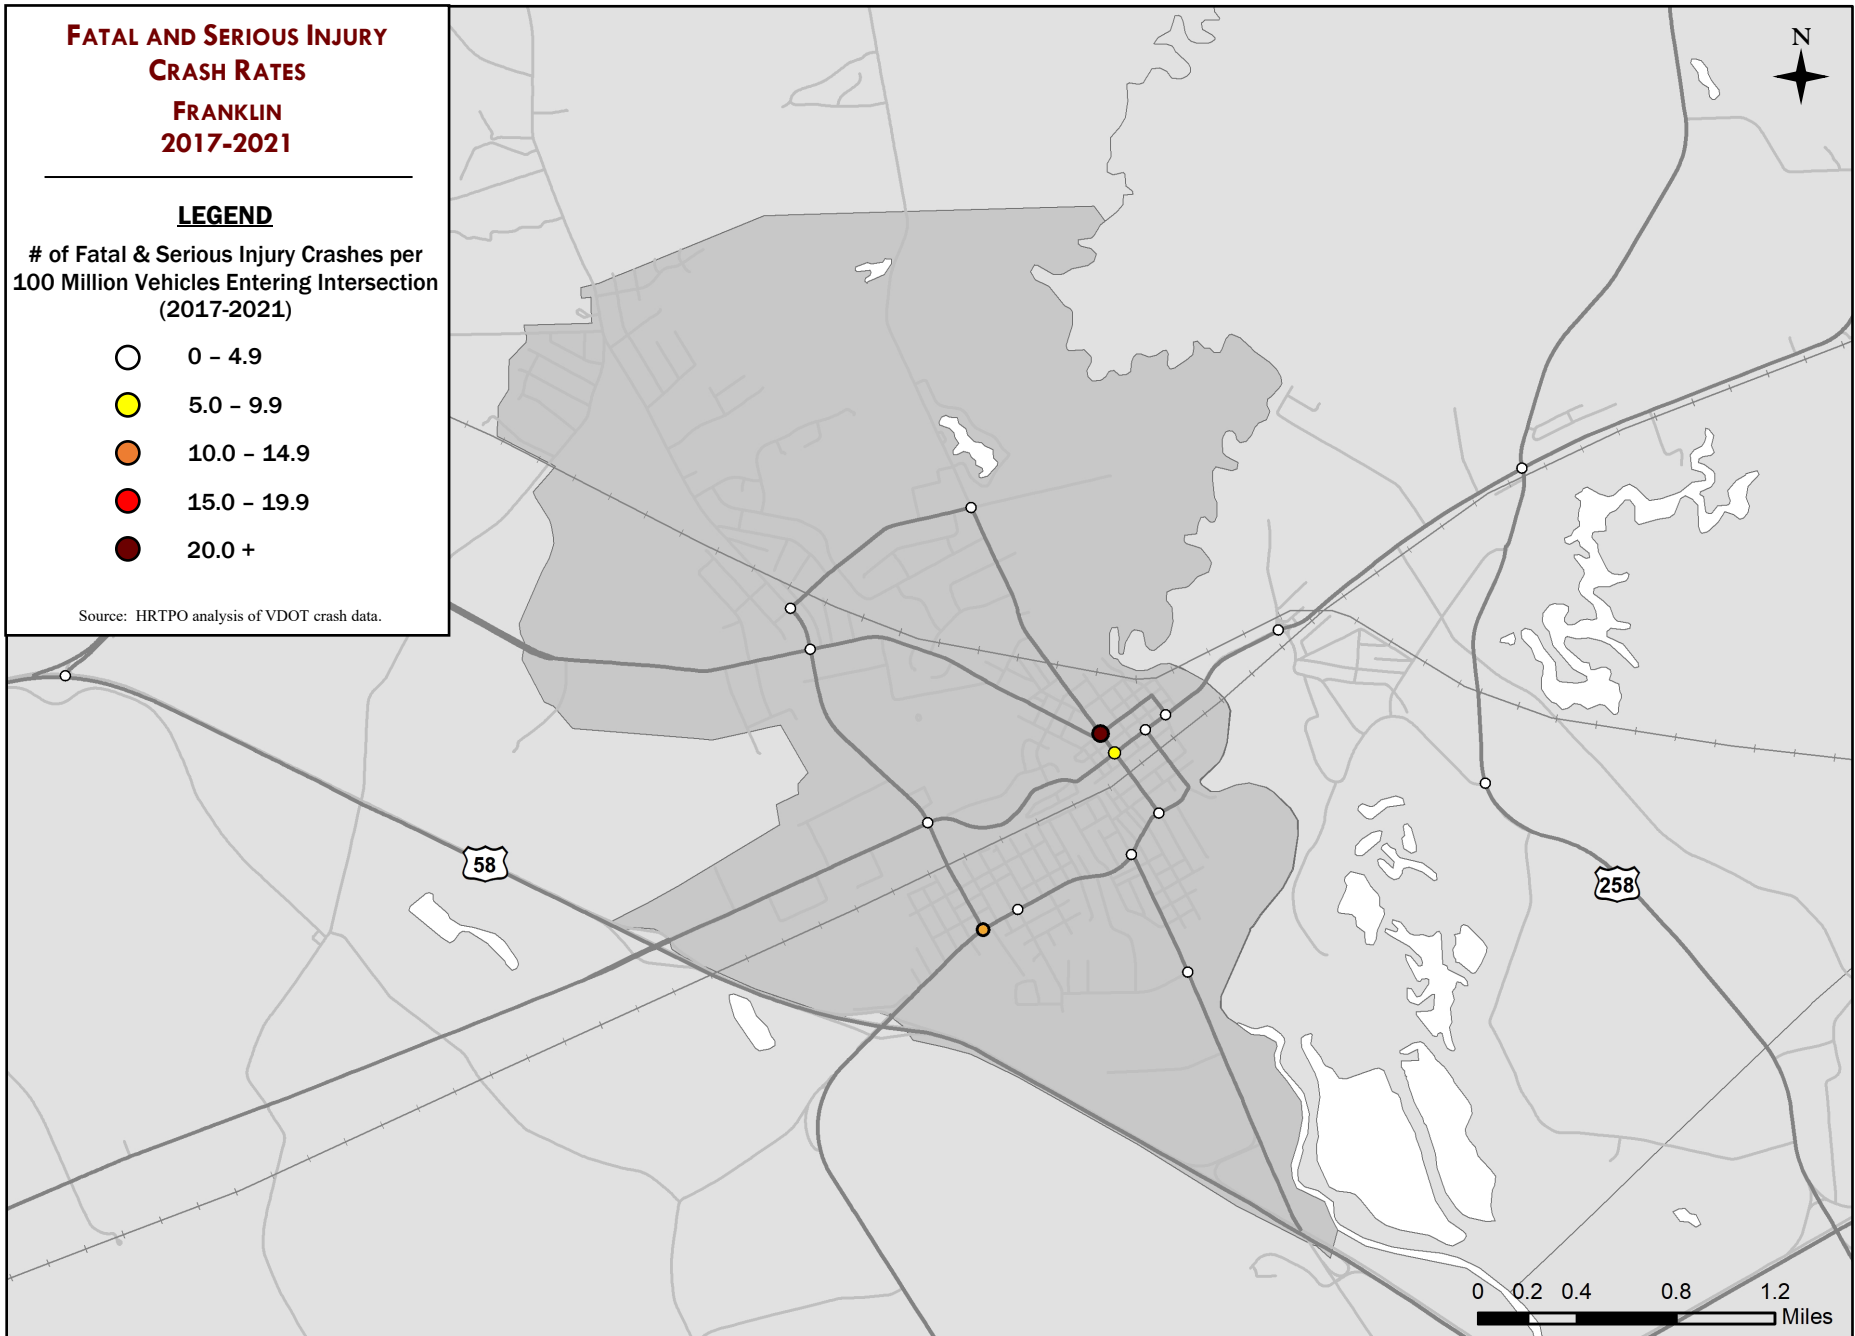 FATAL AND SERIOUS INJURY
CRASH RATES
FRANKLIN
2017-2021
LEGEND
# of Fatal & Serious Injury Crashes per
100 Million Vehicles Entering Intersection
(2017-2021)
0 – 4.9
5.0 – 9.9
10.0 – 14.9
15.0 – 19.9
20.0 +
Source: HRTPO analysis of VDOT crash data.
N
58
258
0 0.2 0.4 0.8 1.2
Miles